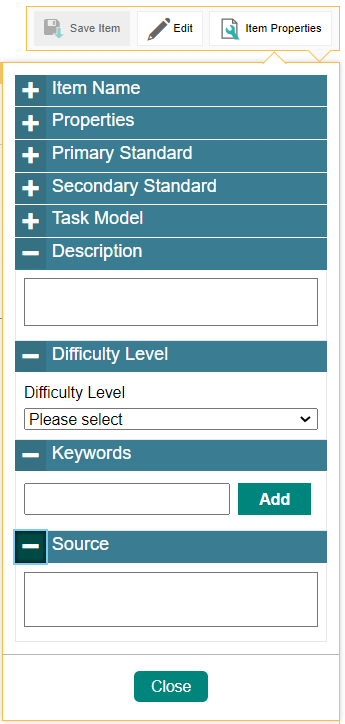 Save Item Edit Item Properties
Item Name
Properties
Primary Standard
Secondary Standard
Task Model
Description
Difficulty Level
Difficulty Level
Please select
Keywords
Add
Source
Close